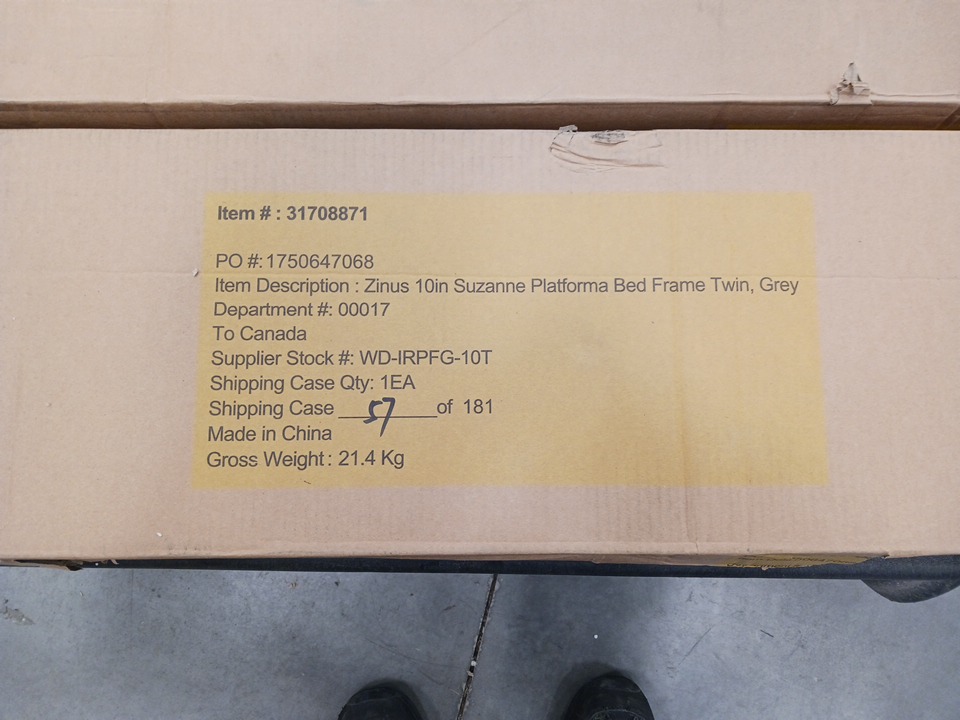 Item # : 31708871
PO #: 1750647068
Item Description : Zinus 10in Suzanne Platforma Bed Frame Twin, Grey
Department #: 00017
To Canada
Supplier Stock #: WD-IRPFG-10T
Shipping Case Qty: 1EA
Shipping Case 57 of 181
Made in China
Gross Weight : 21.4 Kg